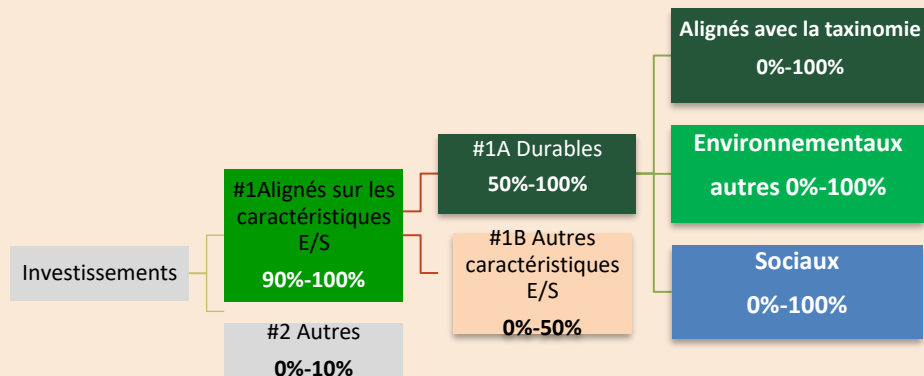 Investissements
#1Alignés sur les
caractéristiques
E/S
90%-100%
#2 Autres
0%-10%
#1A Durables
50%-100%
#1B Autres
caractéristiques
E/S
0%-50%
Alignés avec la taxinomie
0%-100%
Environnementaux
autres 0%-100%
Sociaux
0%-100%